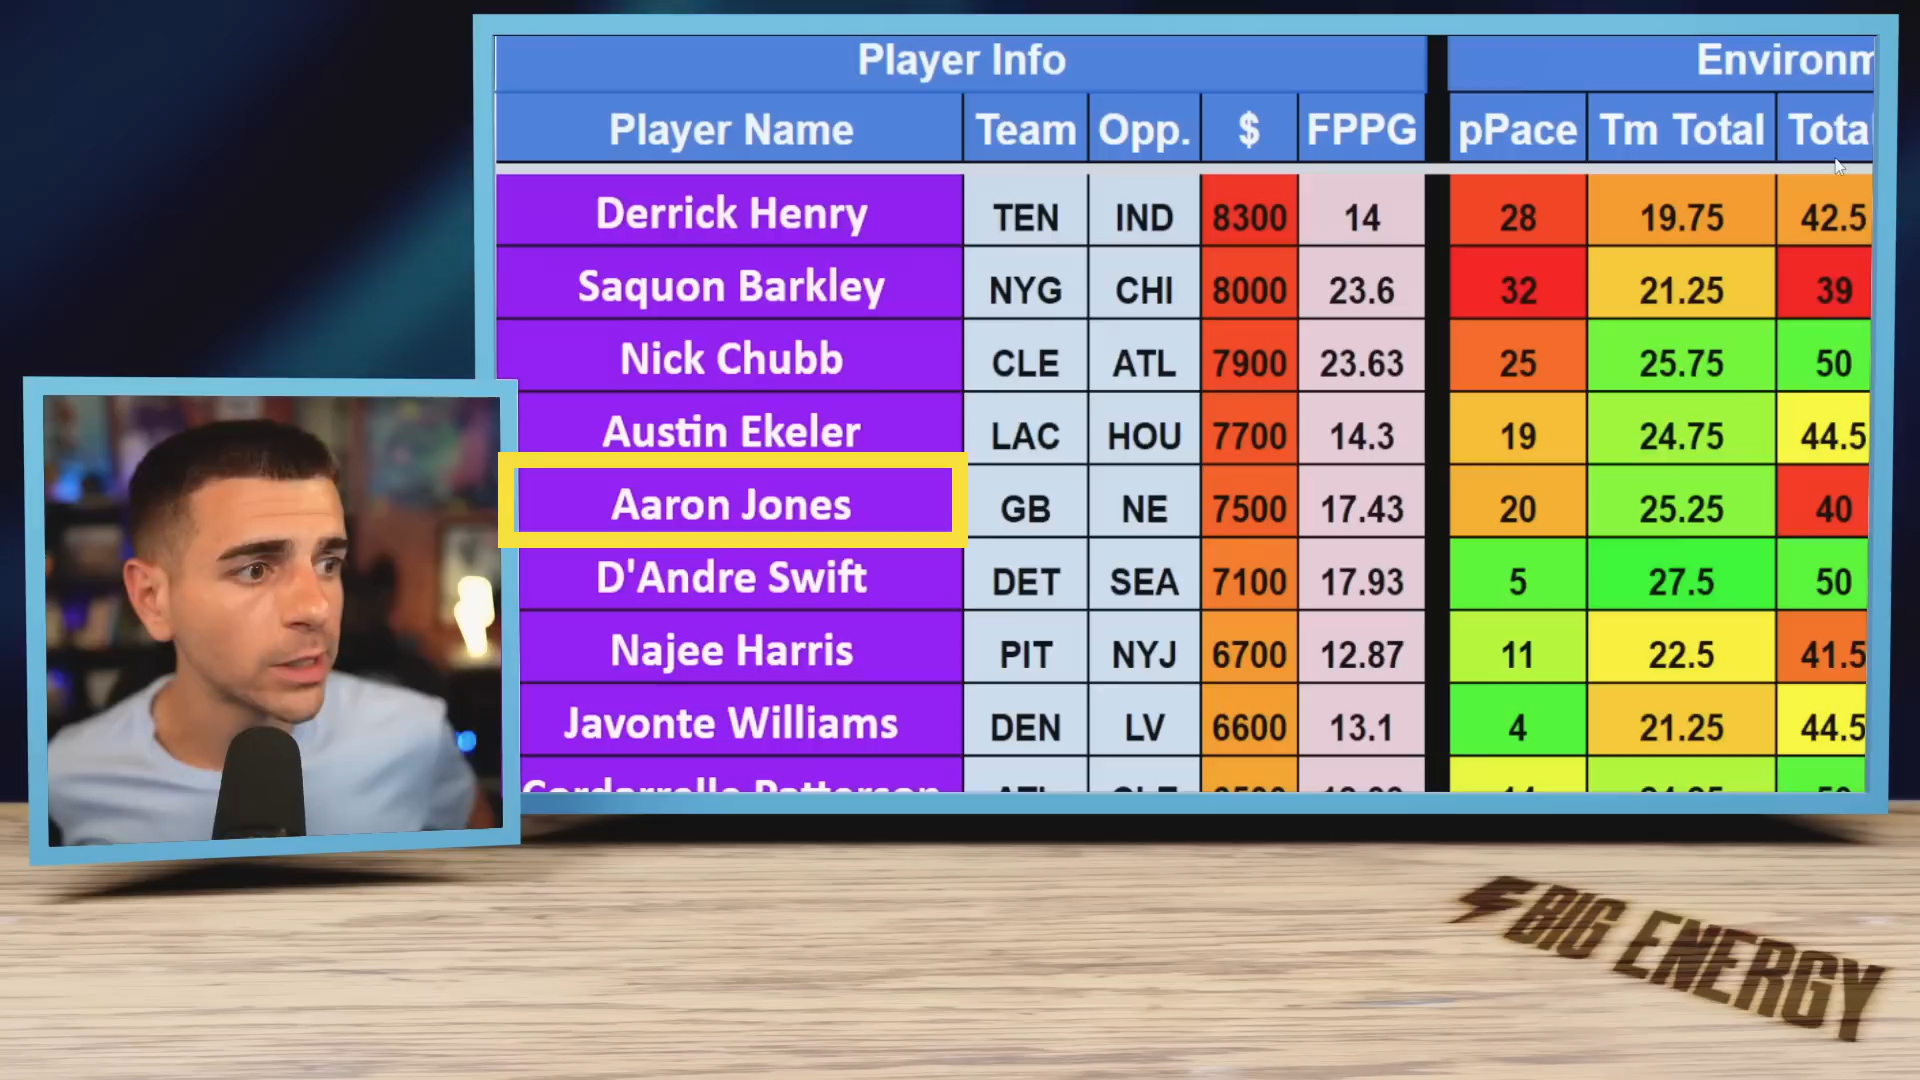 Player Info Environm
Player Name Team Opp. $ FPPG pPace Tm Total Total
Derrick Henry TEN IND 8300 14 28 19.75 42.5
Saquon Barkley NYG CHI 8000 23.6 32 21.25 39
Nick Chubb CLE ATL 7900 23.63 25 25.75 50
Austin Ekeler LAC HOU 7700 14.3 19 24.75 44.5
Aaron Jones GB NE 7500 17.43 20 25.25 40
D'Andre Swift DET SEA 7100 17.93 5 27.5 50
Najee Harris PIT NYJ 6700 12.87 11 22.5 41.5
Javonte Williams DEN LV 6600 13.1 4 21.25 44.5
Cordarrelle Patterson
BIG ENERGY